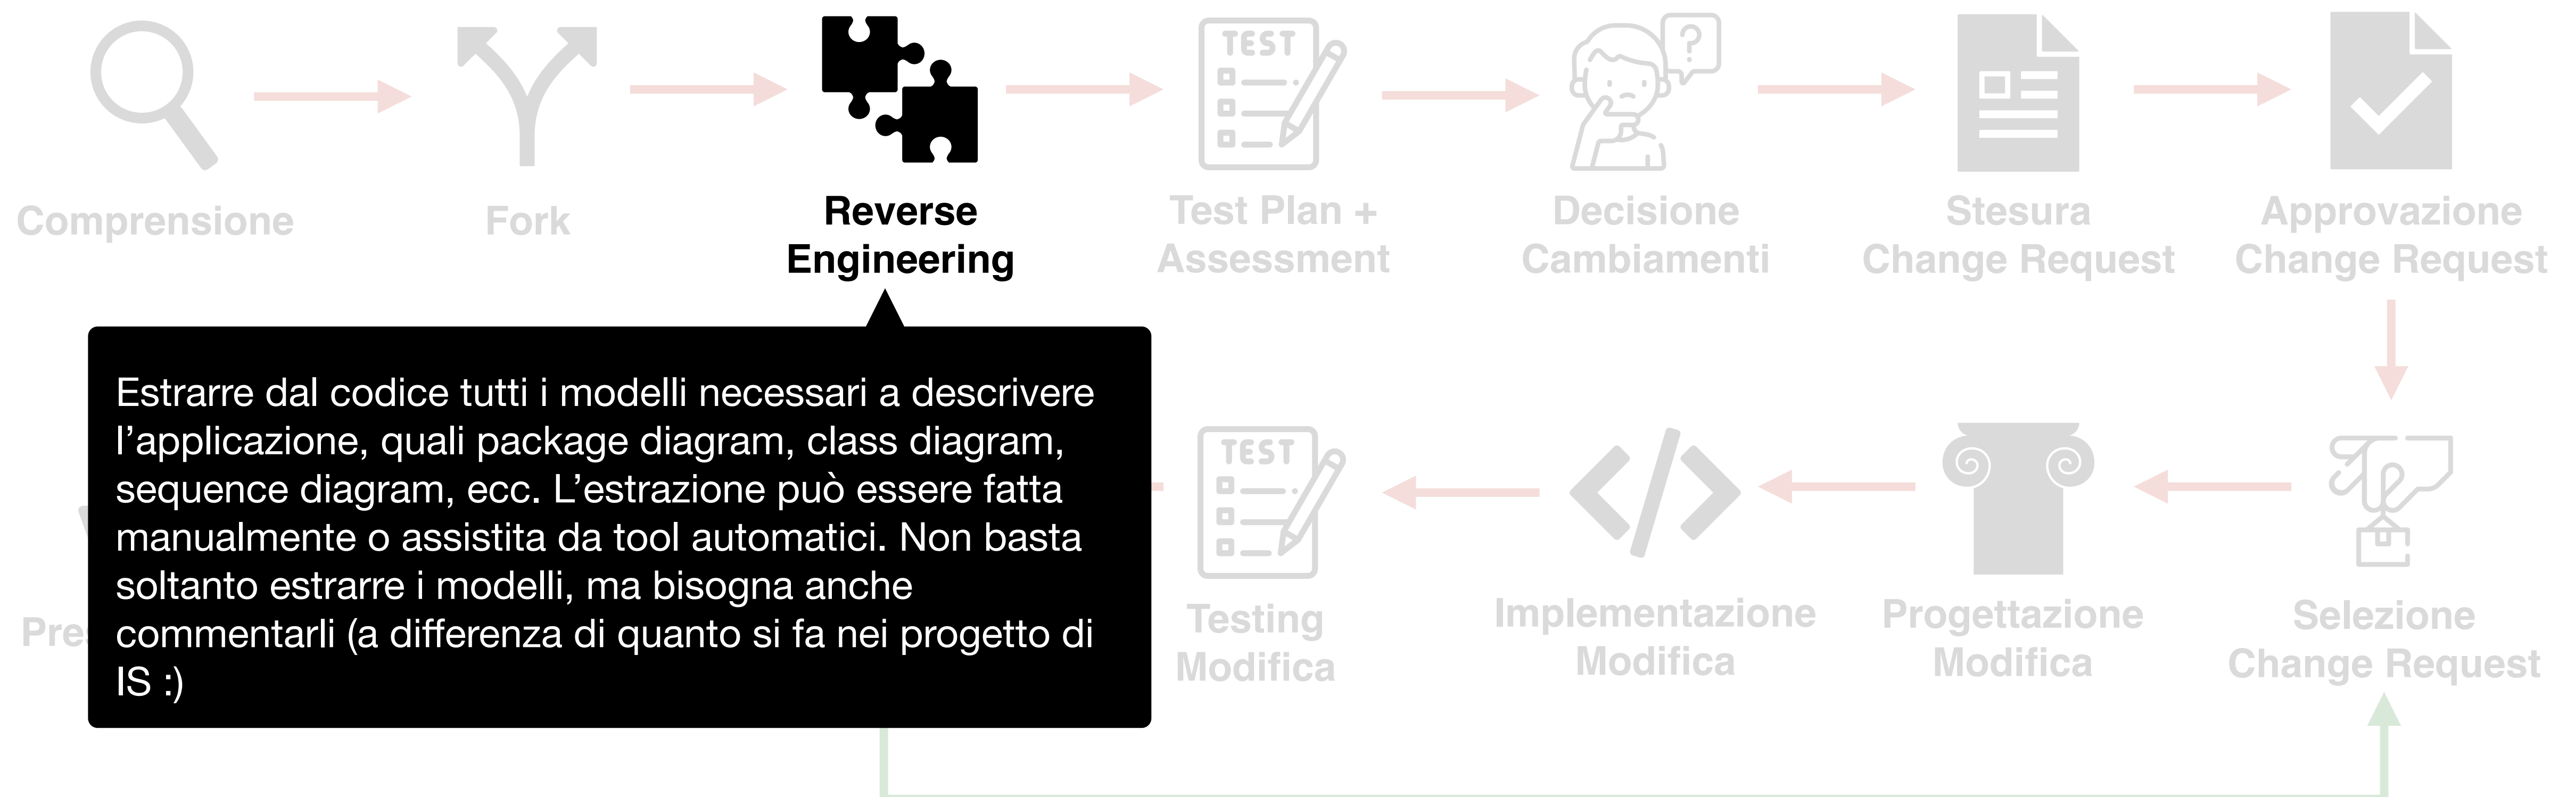 Comprensione
Fork
Reverse
Engineering
TEST
Test Plan +
Assessment
?
Decisione
Cambiamenti
Stesura
Change Request
Approvazione
Change Request
Estrarre dal codice tutti i modelli necessari a descrivere
l’applicazione, quali package diagram, class diagram,
sequence diagram, ecc. L’estrazione può essere fatta
manualmente o assistita da tool automatici. Non basta
soltanto estrarre i modelli, ma bisogna anche
commentarli (a differenza di quanto si fa nei progetto di
IS :)
TEST
Testing
Modifica
</>
Implementazione
Modifica
Progettazione
Modifica
Selezione
Change Request